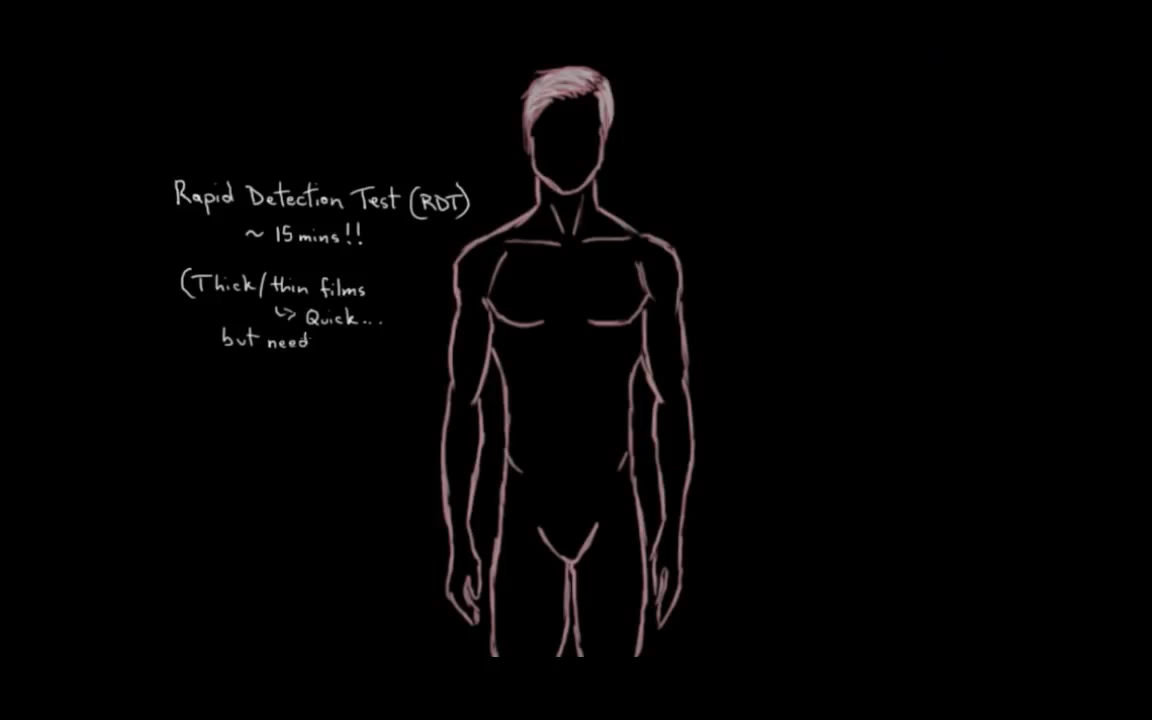 Rapid Detection Test (RDT)
~ 15 mins!!
(Thick/thin films
↳ Quick...
but need